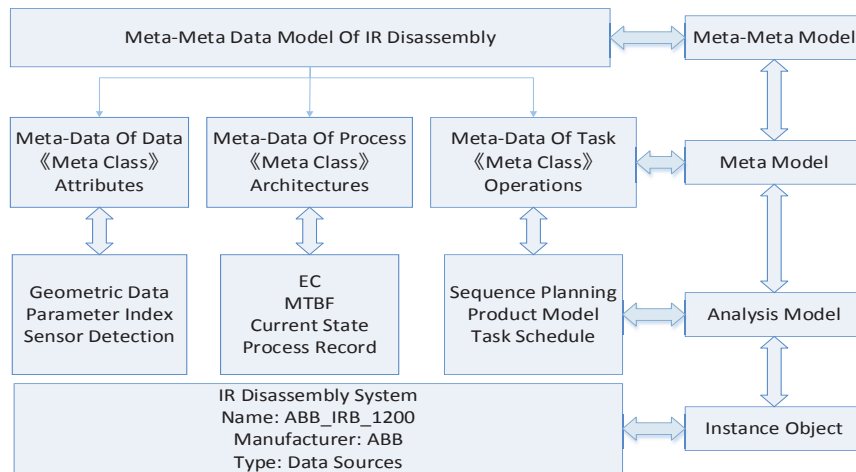 Meta-Meta Data Model Of IR Disassembly
Meta-Meta Model
Meta-Data Of Data
《Meta Class》
Attributes
Meta-Data Of Process
《Meta Class》
Architectures
Meta-Data Of Task
《Meta Class》
Operations
Meta Model
Geometric Data
Parameter Index
Sensor Detection
EC
MTBF
Current State
Process Record
Sequence Planning
Product Model
Task Schedule
Analysis Model
IR Disassembly System
Name: ABB_IRB_1200
Manufacturer: ABB
Type: Data Sources
Instance Object